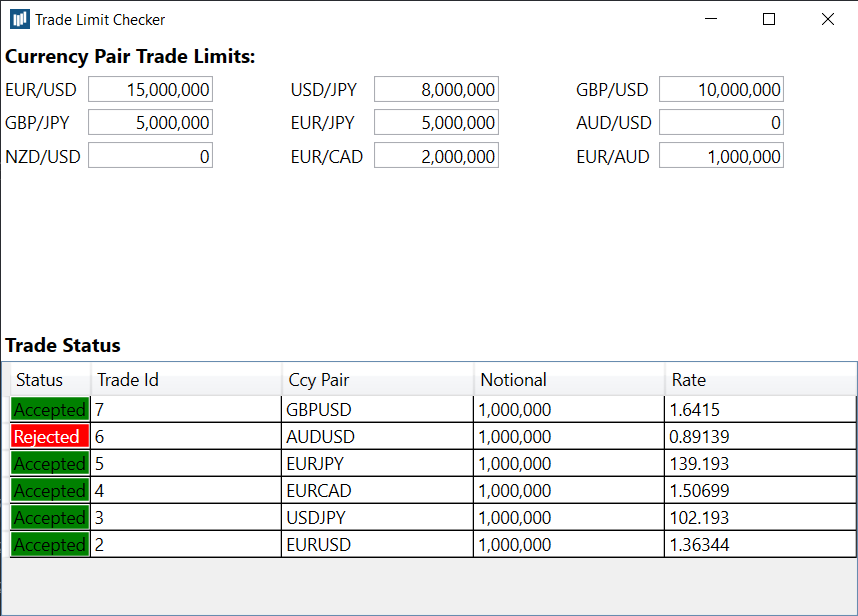 Trade Limit Checker
Currency Pair Trade Limits:
EUR/USD 15,000,000 USD/JPY 8,000,000 GBP/USD 10,000,000
GBP/JPY 5,000,000 EUR/JPY 5,000,000 AUD/USD 0
NZD/USD 0 EUR/CAD 2,000,000 EUR/AUD 1,000,000
Trade Status
Status Trade Id Ccy Pair Notional Rate
Accepted 7 GBPUSD 1,000,000 1.6415
Rejected 6 AUDUSD 1,000,000 0.89139
Accepted 5 EURJPY 1,000,000 139.193
Accepted 4 EURCAD 1,000,000 1.50699
Accepted 3 USDJPY 1,000,000 102.193
Accepted 2 EURUSD 1,000,000 1.36344